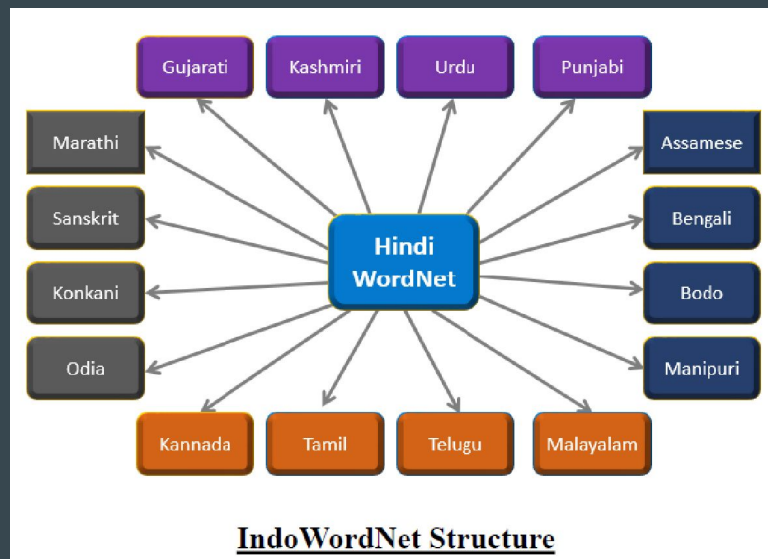 Gujarati
Kashmiri
Urdu
Punjabi
Marathi
Assamese
Sanskrit
Hindi
WordNet
Bengali
Konkani
Bodo
Odia
Manipuri
Kannada
Tamil
Telugu
Malayalam
IndoWordNet Structure